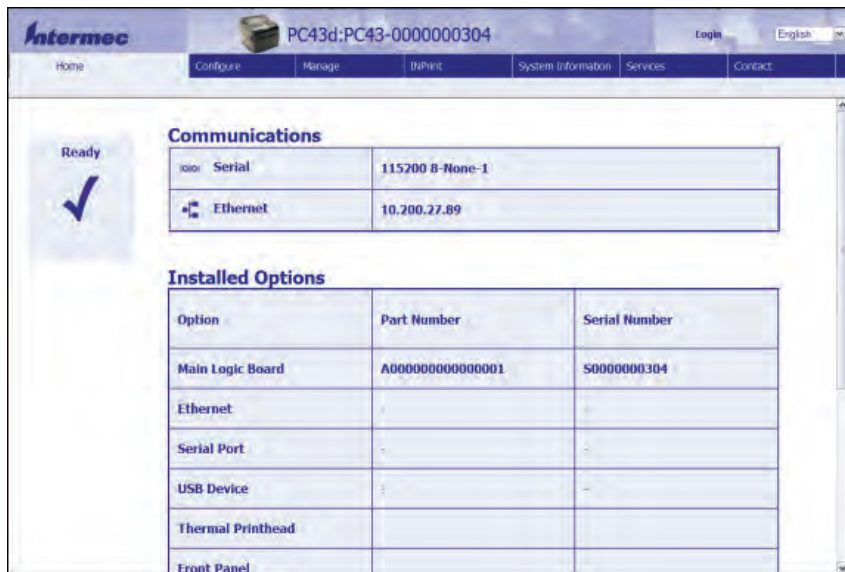 Intermec PC43d:PC43-0000000304 Login English
Home Configure Manage INPrint System Information Services Contact
Ready
Communications
Serial 115200 8-None-1
Ethernet 10.200.27.89
Installed Options
Option Part Number Serial Number
Main Logic Board A000000000000001 S0000000304
Ethernet - -
Serial Port - -
USB Device - -
Thermal Printhead
Front Panel